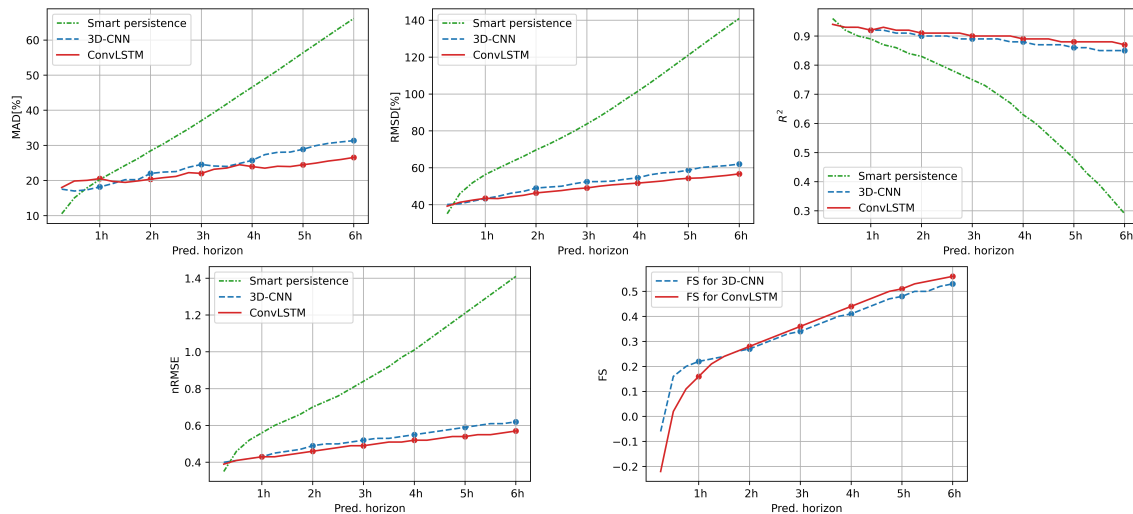 MAD[%]
60
50
40
30
20
10
Smart persistence
3D-CNN
ConvLSTM
1h 2h 3h 4h 5h 6h
Pred. horizon
RMSD[%]
140
120
100
80
60
40
Smart persistence
3D-CNN
ConvLSTM
1h 2h 3h 4h 5h 6h
Pred. horizon
R²
0.9
0.8
0.7
0.6
0.5
0.4
0.3
Smart persistence
3D-CNN
ConvLSTM
1h 2h 3h 4h 5h 6h
Pred. horizon
nRMSE
1.4
1.2
1.0
0.8
0.6
0.4
Smart persistence
3D-CNN
ConvLSTM
1h 2h 3h 4h 5h 6h
Pred. horizon
FS
0.5
0.4
0.3
0.2
0.1
0.0
−0.1
−0.2
FS for 3D-CNN
FS for ConvLSTM
1h 2h 3h 4h 5h 6h
Pred. horizon